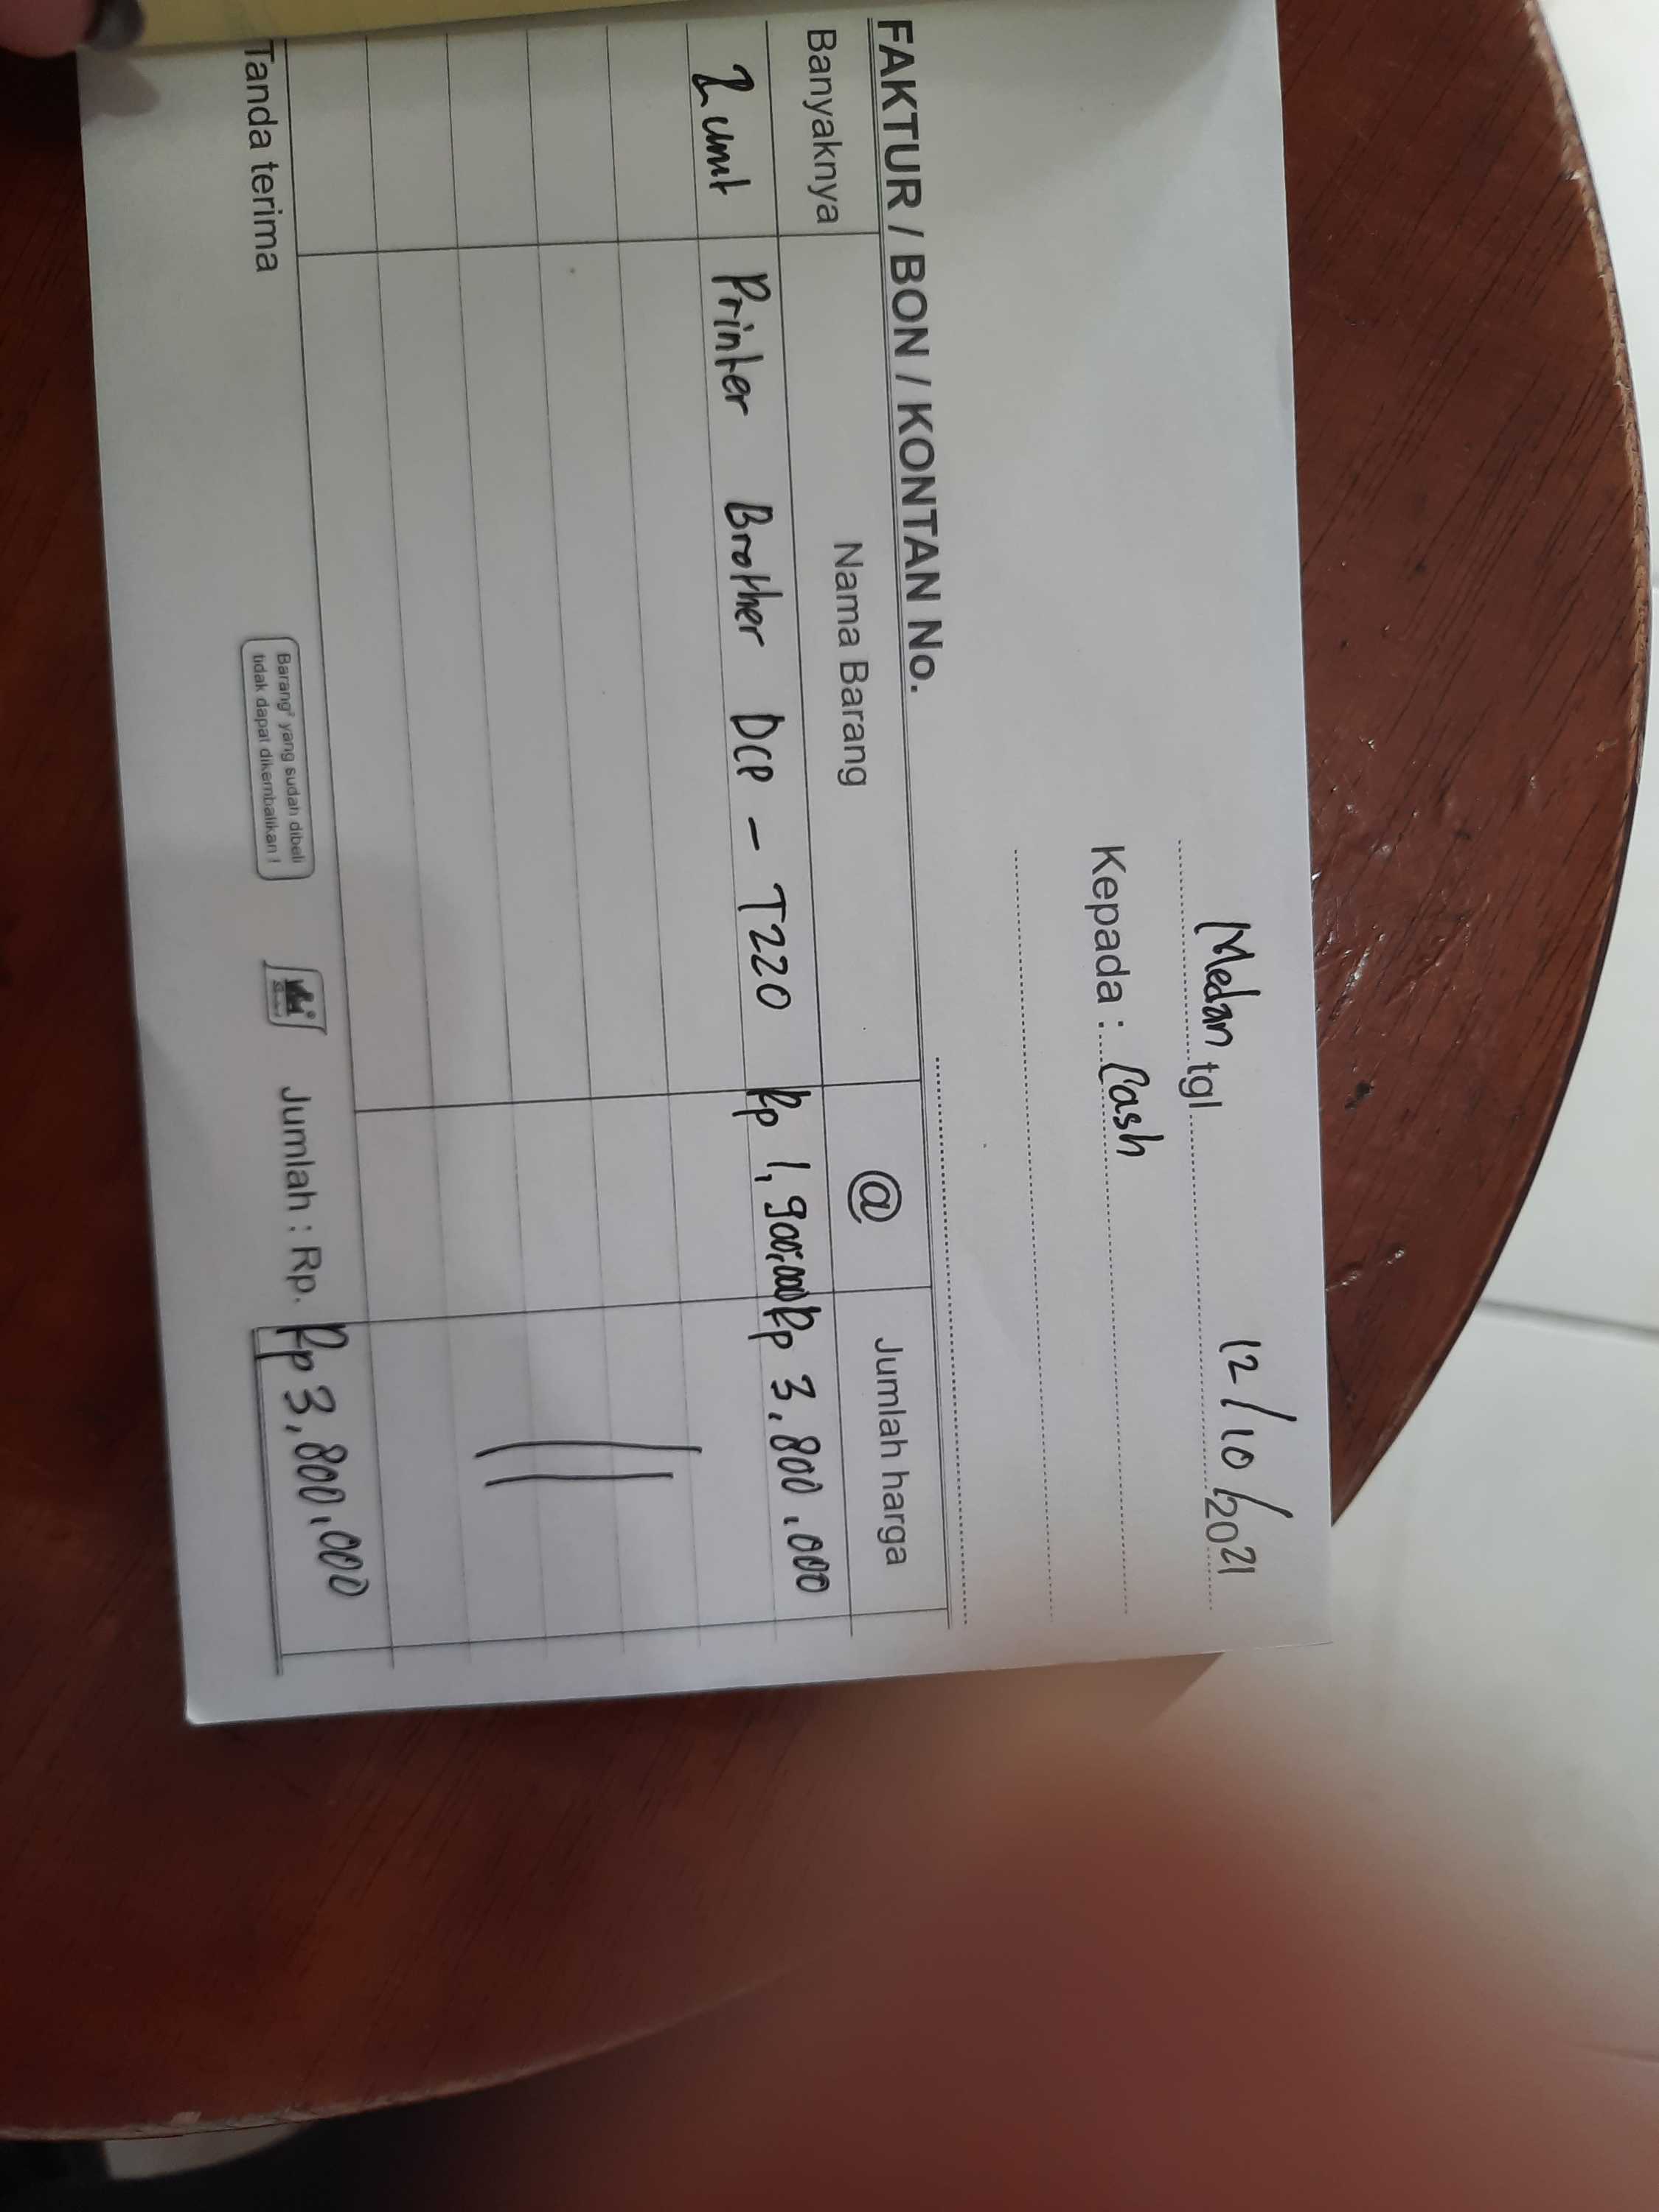 Medan tgl 12/10/2021
Kepada : Cash
FAKTUR / BON / KONTAN No.
Banyaknya Nama Barang @ Jumlah harga
2 unit Printer Brother DCP - T220 Rp 1,900,000 Rp 3.800.000
Tanda terima
Barang² yang sudah dibeli
tidak dapat dikembalikan !
Jumlah : Rp. Rp 3,800,000